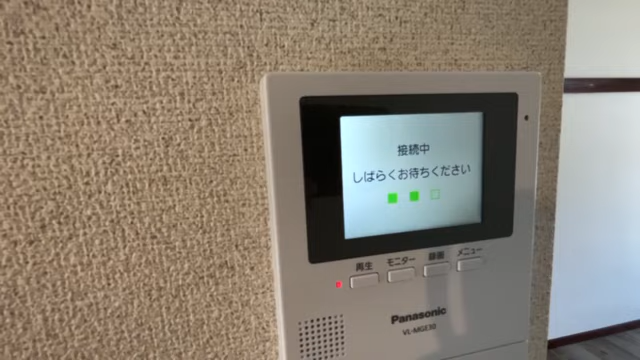 接続中
しばらくお待ちください
再生 モニター 録画 メニュー
Panasonic
VL-MGE30